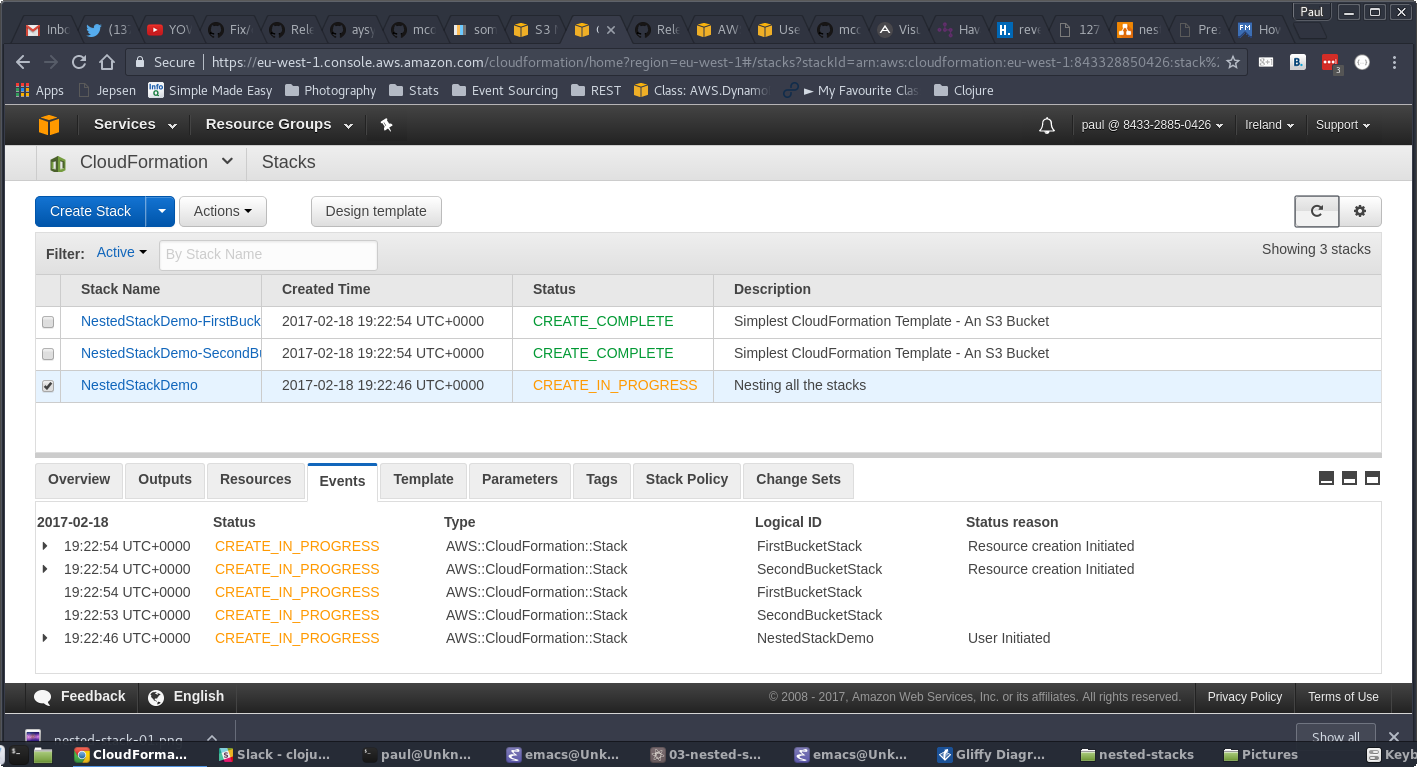 Paul
Inbo (13 YOV Fix/ Rele aysy mcc som S3 M Rele AW Use mcc Visu Hav reve 127 nes Prez Hov
Secure https://eu-west-1.console.aws.amazon.com/cloudformation/home?region=eu-west-1#/stacks?stackId=arn:aws:cloudformation:eu-west-1:843328850426:stack%
Apps Jepsen Simple Made Easy Photography Stats Event Sourcing REST Class: AWS.Dynamo ► My Favourite Clas Clojure
Services Resource Groups paul @ 8433-2885-0426 Ireland Support
CloudFormation Stacks
Create Stack Actions Design template
Filter: Active By Stack Name Showing 3 stacks
Stack Name Created Time Status Description
NestedStackDemo-FirstBuck 2017-02-18 19:22:54 UTC+0000 CREATE_COMPLETE Simplest CloudFormation Template - An S3 Bucket
NestedStackDemo-SecondBu 2017-02-18 19:22:54 UTC+0000 CREATE_COMPLETE Simplest CloudFormation Template - An S3 Bucket
NestedStackDemo 2017-02-18 19:22:46 UTC+0000 CREATE_IN_PROGRESS Nesting all the stacks
Overview Outputs Resources Events Template Parameters Tags Stack Policy Change Sets
2017-02-18 Status Type Logical ID Status reason
19:22:54 UTC+0000 CREATE_IN_PROGRESS AWS::CloudFormation::Stack FirstBucketStack Resource creation Initiated
19:22:54 UTC+0000 CREATE_IN_PROGRESS AWS::CloudFormation::Stack SecondBucketStack Resource creation Initiated
19:22:54 UTC+0000 CREATE_IN_PROGRESS AWS::CloudFormation::Stack FirstBucketStack
19:22:53 UTC+0000 CREATE_IN_PROGRESS AWS::CloudFormation::Stack SecondBucketStack
19:22:46 UTC+0000 CREATE_IN_PROGRESS AWS::CloudFormation::Stack NestedStackDemo User Initiated
Feedback English © 2008 - 2017, Amazon Web Services, Inc. or its affiliates. All rights reserved. Privacy Policy Terms of Use
nested-stack-01.png Show all
CloudForma... Slack - cloju... paul@Unkn... emacs@Unk... 03-nested-s... emacs@Unk... Gliffy Diagr... nested-stacks Pictures Keyb